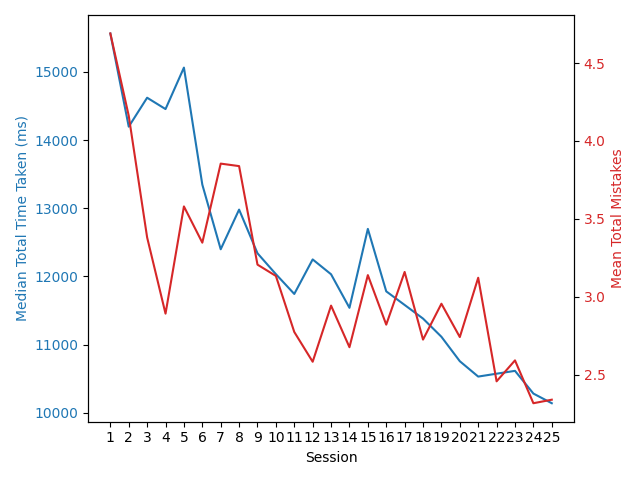 15000
14000
13000
12000
11000
10000
Median Total Time Taken (ms)
4.5
4.0
3.5
3.0
2.5
Mean Total Mistakes
1 2 3 4 5 6 7 8 9 10 11 12 13 14 15 16 17 18 19 20 21 22 23 24 25
Session